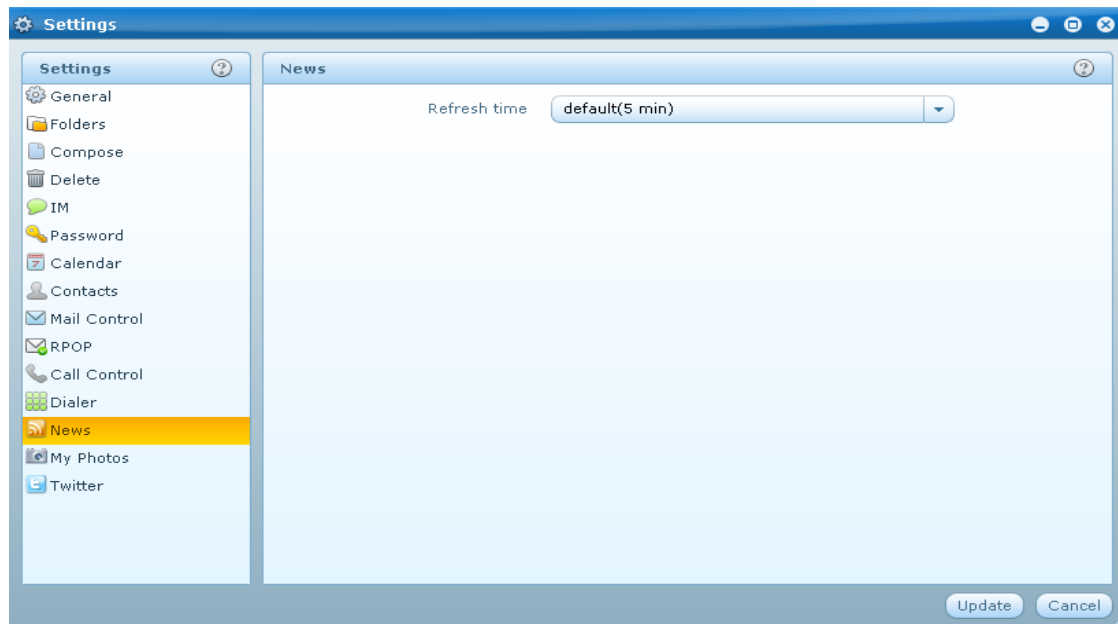 Settings
Settings
General
Folders
Compose
Delete
IM
Password
Calendar
Contacts
Mail Control
RPOP
Call Control
Dialer
News
My Photos
Twitter
News
Refresh time default(5 min)
Update Cancel